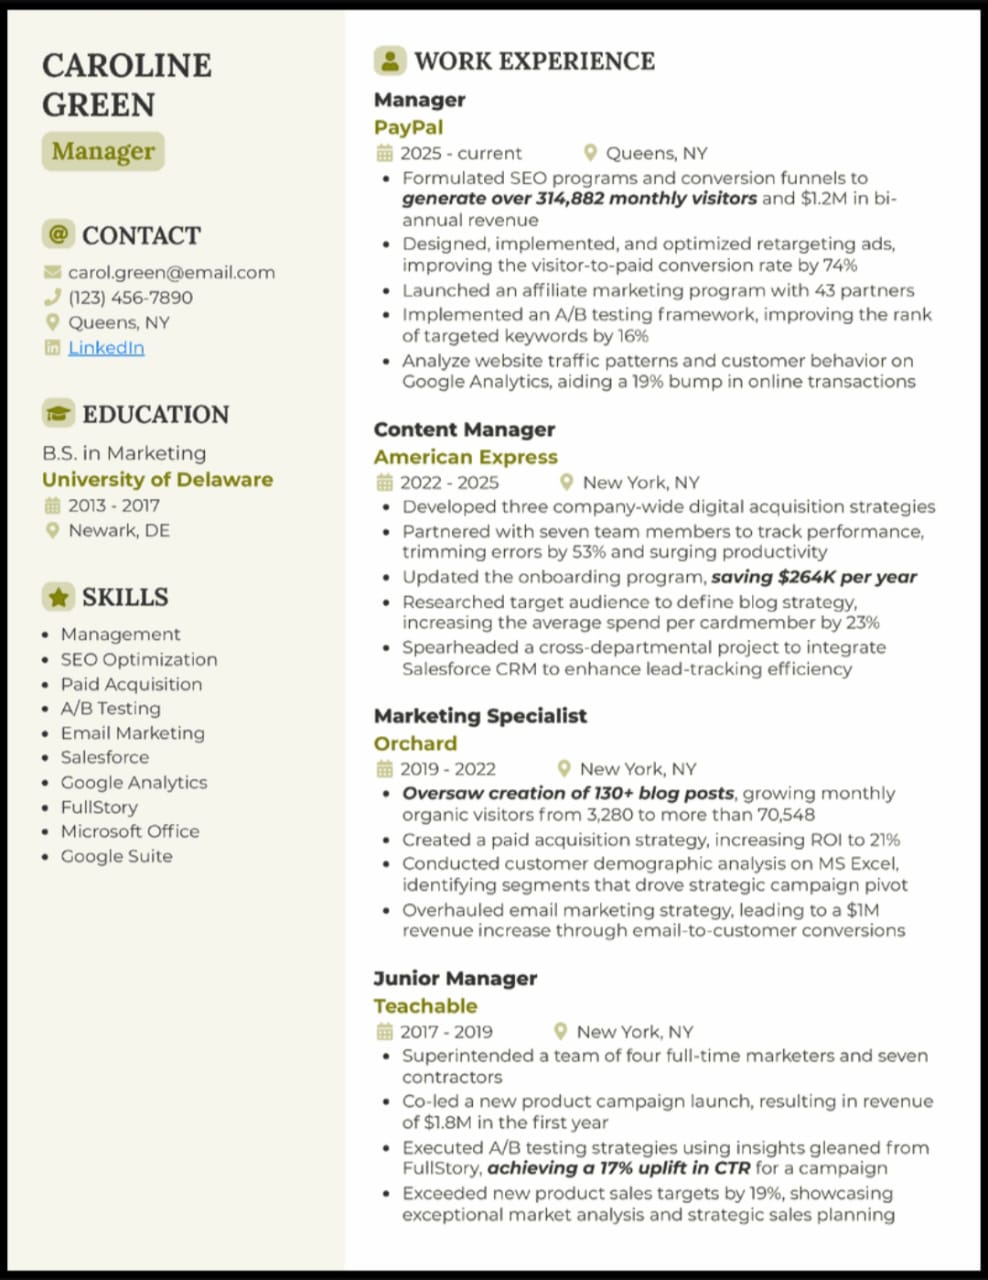 CAROLINE
GREEN
Manager
CONTACT
carol.green@email.com
(123) 456-7890
Queens, NY
LinkedIn
EDUCATION
B.S. in Marketing
University of Delaware
2013 - 2017
Newark, DE
SKILLS
• Management
• SEO Optimization
• Paid Acquisition
• A/B Testing
• Email Marketing
• Salesforce
• Google Analytics
• FullStory
• Microsoft Office
• Google Suite
WORK EXPERIENCE
Manager
PayPal
2025 - current Queens, NY
• Formulated SEO programs and conversion funnels to
generate over 314,882 monthly visitors and $1.2M in bi-
annual revenue
• Designed, implemented, and optimized retargeting ads,
improving the visitor-to-paid conversion rate by 74%
• Launched an affiliate marketing program with 43 partners
• Implemented an A/B testing framework, improving the rank
of targeted keywords by 16%
• Analyze website traffic patterns and customer behavior on
Google Analytics, aiding a 19% bump in online transactions
Content Manager
American Express
2022 - 2025 New York, NY
• Developed three company-wide digital acquisition strategies
• Partnered with seven team members to track performance,
trimming errors by 53% and surging productivity
• Updated the onboarding program, saving $264K per year
• Researched target audience to define blog strategy,
increasing the average spend per cardmember by 23%
• Spearheaded a cross-departmental project to integrate
Salesforce CRM to enhance lead-tracking efficiency
Marketing Specialist
Orchard
2019 - 2022 New York, NY
• Oversaw creation of 130+ blog posts, growing monthly
organic visitors from 3,280 to more than 70,548
• Created a paid acquisition strategy, increasing ROI to 21%
• Conducted customer demographic analysis on MS Excel,
identifying segments that drove strategic campaign pivot
• Overhauled email marketing strategy, leading to a $1M
revenue increase through email-to-customer conversions
Junior Manager
Teachable
2017 - 2019 New York, NY
• Superintended a team of four full-time marketers and seven
contractors
• Co-led a new product campaign launch, resulting in revenue
of $1.8M in the first year
• Executed A/B testing strategies using insights gleaned from
FullStory, achieving a 17% uplift in CTR for a campaign
• Exceeded new product sales targets by 19%, showcasing
exceptional market analysis and strategic sales planning